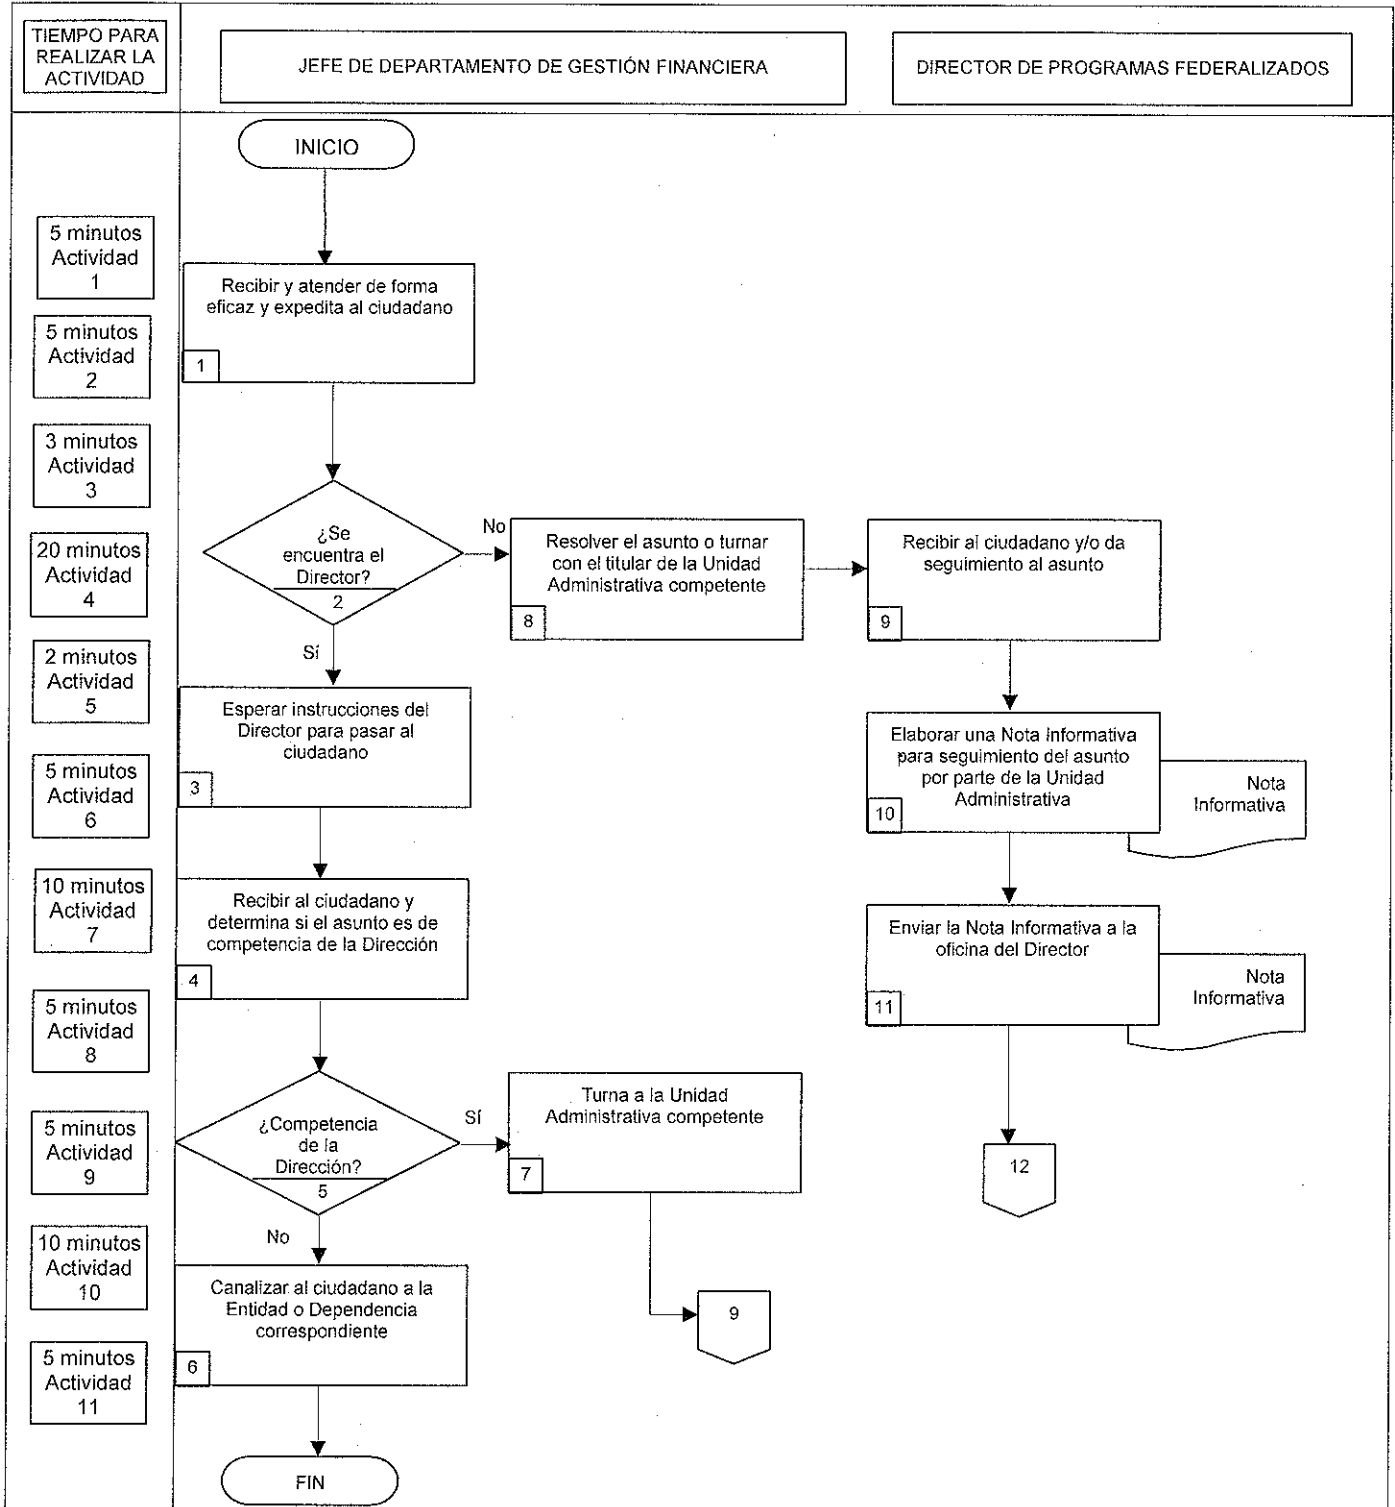 TIEMPO PARA
REALIZAR LA
ACTIVIDAD
JEFE DE DEPARTAMENTO DE GESTIÓN FINANCIERA
DIRECTOR DE PROGRAMAS FEDERALIZADOS
5 minutos
Actividad
1
5 minutos
Actividad
2
3 minutos
Actividad
3
20 minutos
Actividad
4
2 minutos
Actividad
5
5 minutos
Actividad
6
10 minutos
Actividad
7
5 minutos
Actividad
8
5 minutos
Actividad
9
10 minutos
Actividad
10
5 minutos
Actividad
11
INICIO
Recibir y atender de forma
eficaz y expedita al ciudadano
1
¿Se
encuentra el
Director?
2
No
Sí
Esperar instrucciones del
Director para pasar al
ciudadano
3
Recibir al ciudadano y
determina si el asunto es de
competencia de la Dirección
4
¿Competencia
de la
Dirección?
5
Sí
No
Canalizar al ciudadano a la
Entidad o Dependencia
correspondiente
6
FIN
Resolver el asunto o turnar
con el titular de la Unidad
Administrativa competente
8
Turna a la Unidad
Administrativa competente
7
9
Recibir al ciudadano y/o da
seguimiento al asunto
9
Elaborar una Nota Informativa
para seguimiento del asunto
por parte de la Unidad
Administrativa
10
Nota
Informativa
Enviar la Nota Informativa a la
oficina del Director
11
Nota
Informativa
12